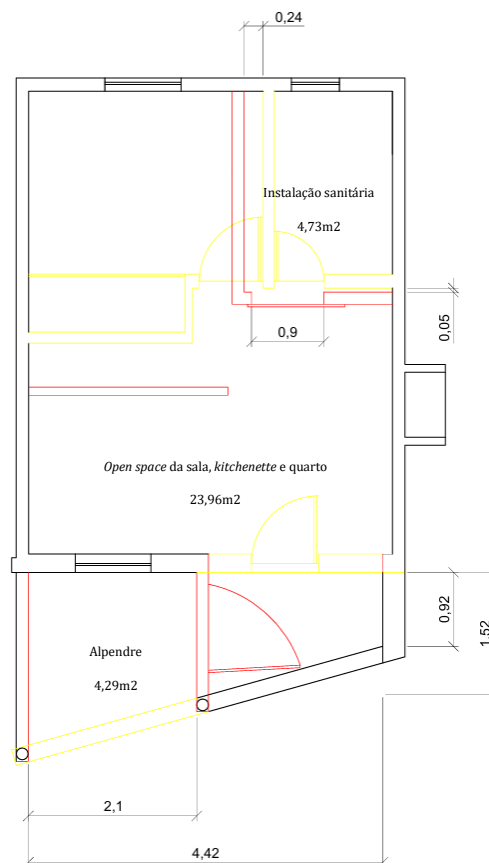 0,24
Instalação sanitária
4,73m2
0,05
0,9
Open space da sala, kitchenette e quarto
23,96m2
0,92
1,52
Alpendre
4,29m2
2,1
4,42